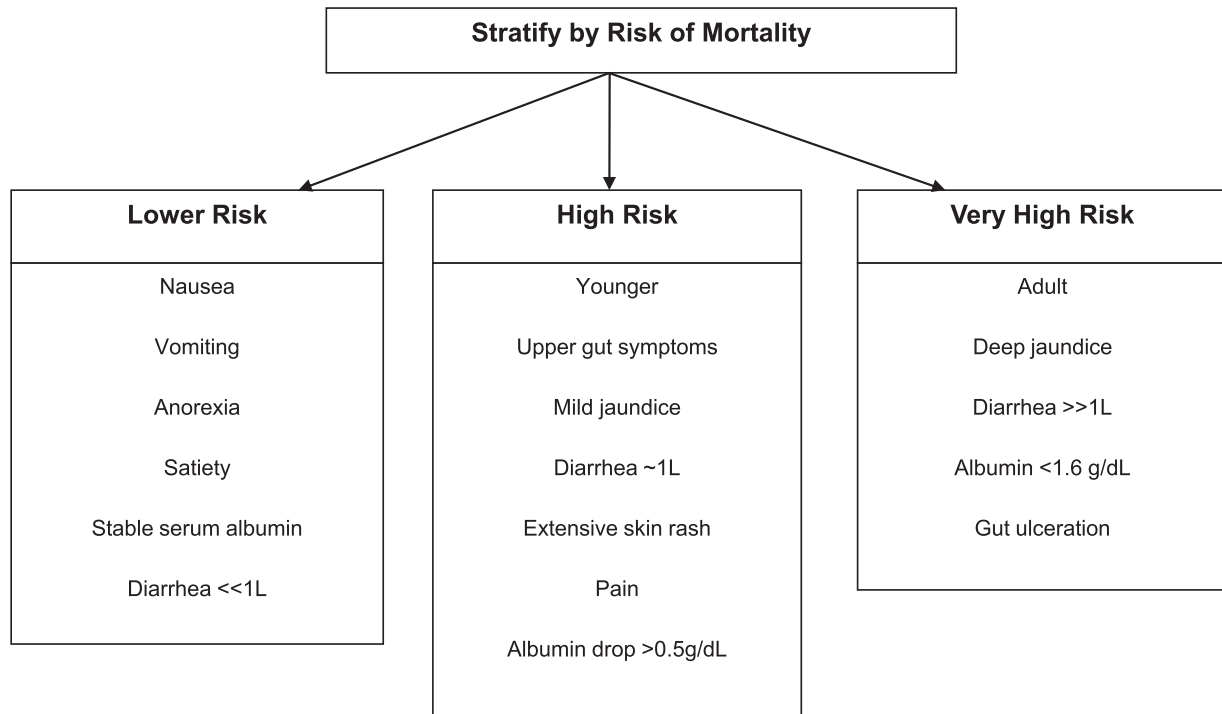 Stratify by Risk of Mortality
Lower Risk
Nausea
Vomiting
Anorexia
Satiety
Stable serum albumin
Diarrhea <<1L
High Risk
Younger
Upper gut symptoms
Mild jaundice
Diarrhea ~1L
Extensive skin rash
Pain
Albumin drop >0.5g/dL
Very High Risk
Adult
Deep jaundice
Diarrhea >>1L
Albumin <1.6 g/dL
Gut ulceration